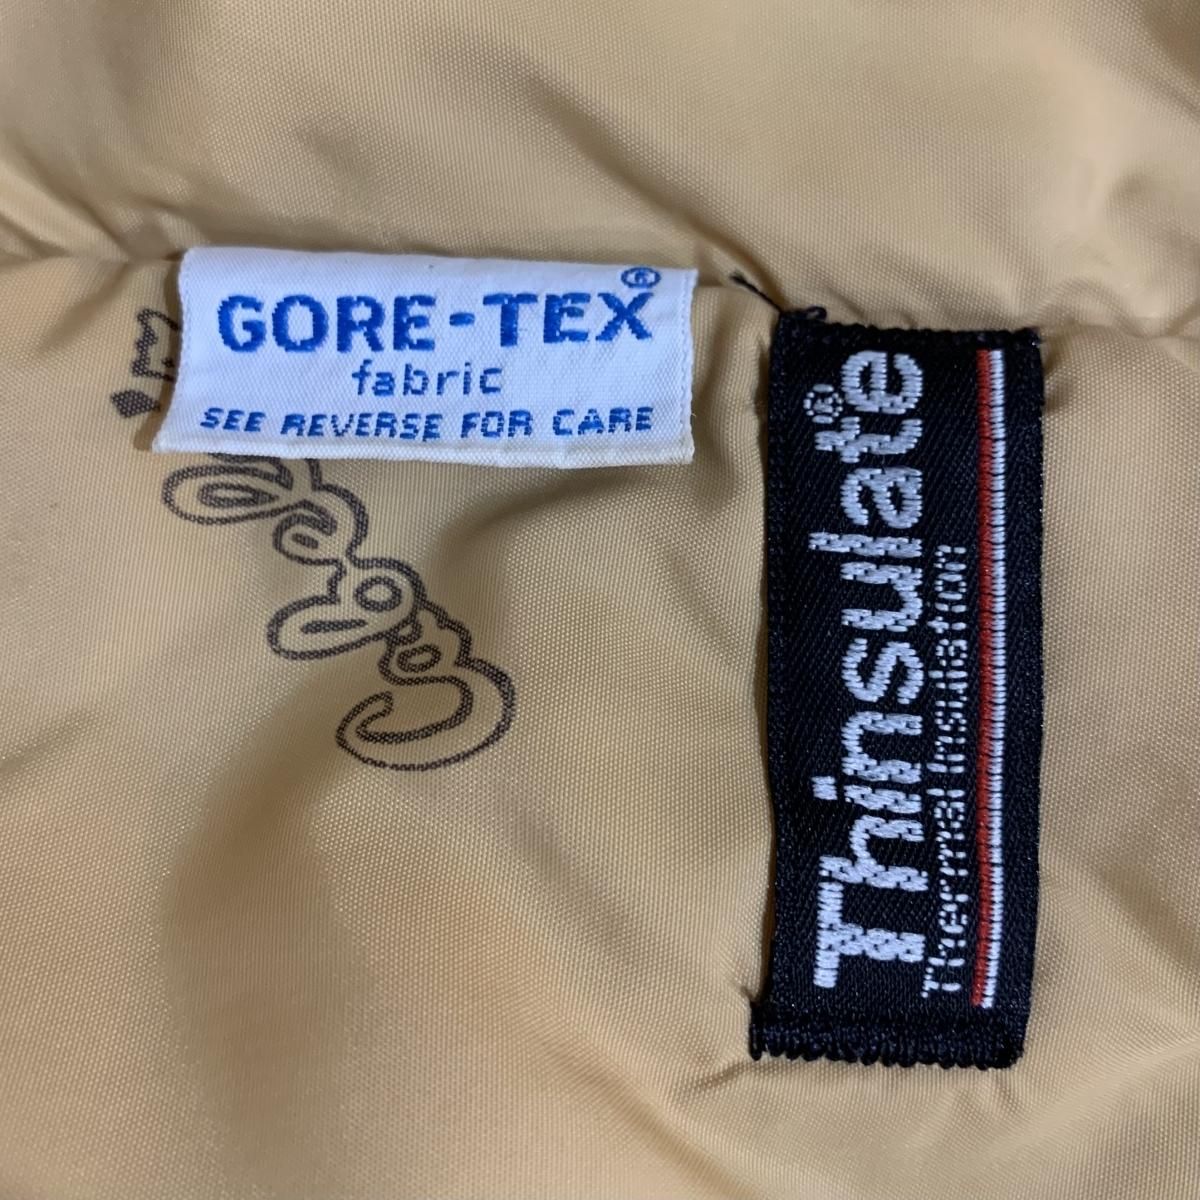 GORE-TEX®
fabric
SEE REVERSE FOR CARE
Thinsulate®
Thermal Insulation